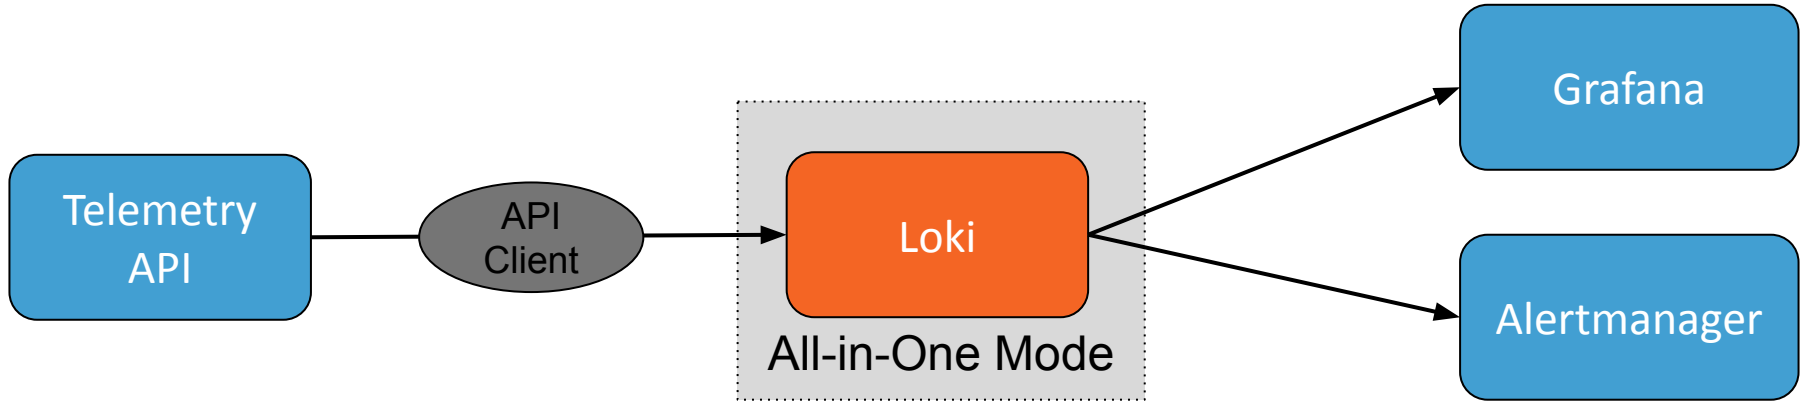 Telemetry
API
API
Client
Loki
All-in-One Mode
Grafana
Alertmanager